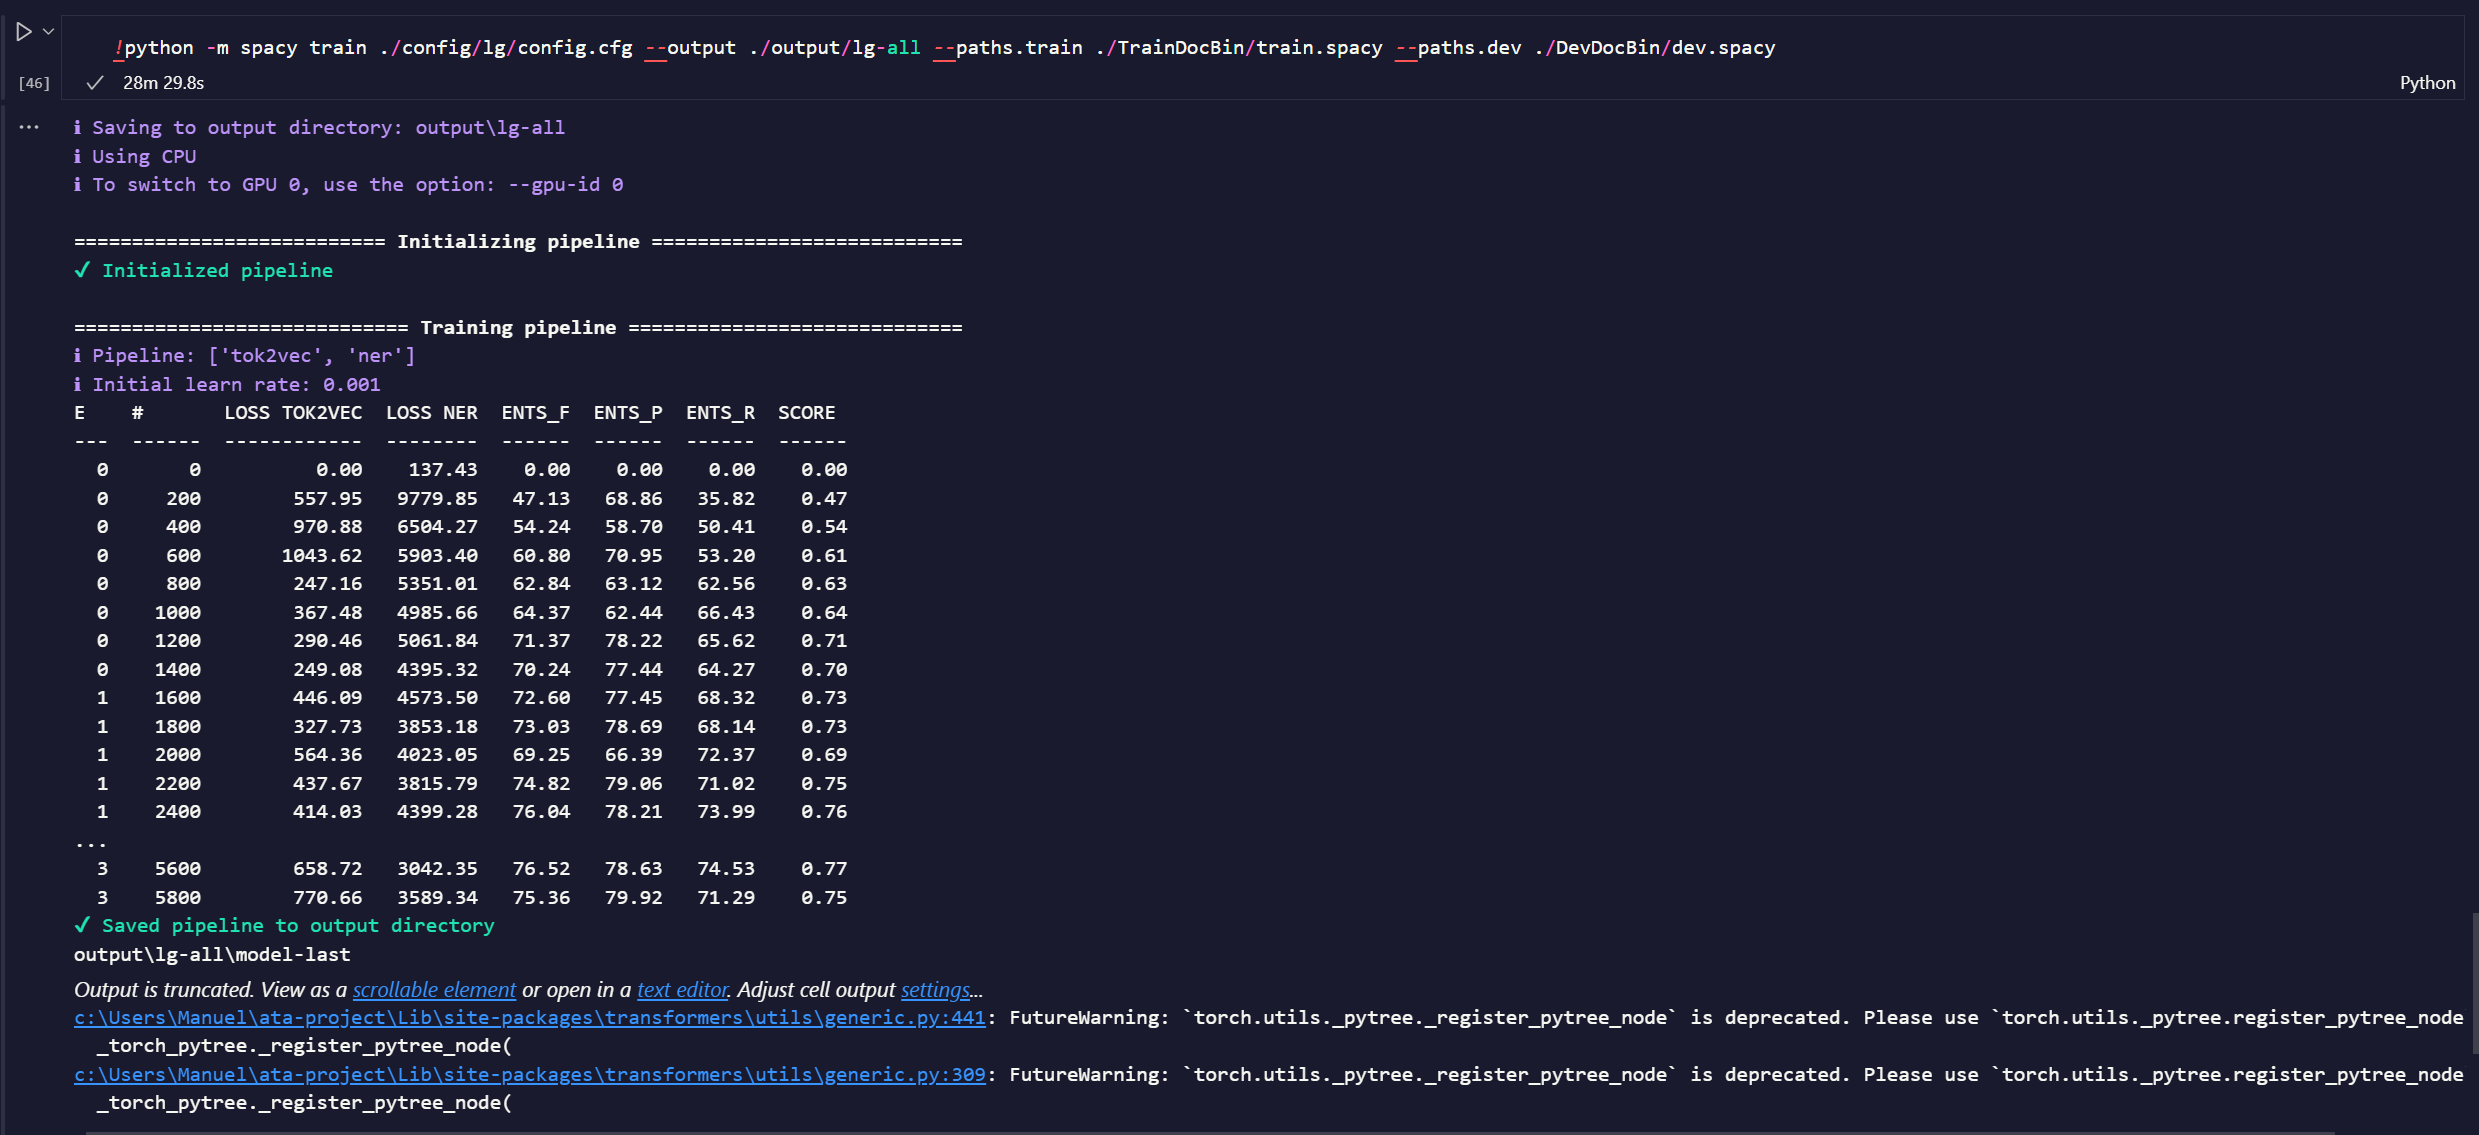 !python -m spacy train ./config/lg/config.cfg --output ./output/lg-all --paths.train ./TrainDocBin/train.spacy --paths.dev ./DevDocBin/dev.spacy
[46] ✓ 28m 29.8s Python
... ℹ Saving to output directory: output\lg-all
ℹ Using CPU
ℹ To switch to GPU 0, use the option: --gpu-id 0
=========================== Initializing pipeline ===========================
✔ Initialized pipeline
============================= Training pipeline =============================
ℹ Pipeline: ['tok2vec', 'ner']
ℹ Initial learn rate: 0.001
E    #       LOSS TOK2VEC  LOSS NER  ENTS_F  ENTS_P  ENTS_R  SCORE
---  ------  ------------  --------  ------  ------  ------  ------
  0       0          0.00    137.43    0.00    0.00    0.00    0.00
  0     200        557.95   9779.85   47.13   68.86   35.82    0.47
  0     400        970.88   6504.27   54.24   58.70   50.41    0.54
  0     600       1043.62   5903.40   60.80   70.95   53.20    0.61
  0     800        247.16   5351.01   62.84   63.12   62.56    0.63
  0    1000        367.48   4985.66   64.37   62.44   66.43    0.64
  0    1200        290.46   5061.84   71.37   78.22   65.62    0.71
  0    1400        249.08   4395.32   70.24   77.44   64.27    0.70
  1    1600        446.09   4573.50   72.60   77.45   68.32    0.73
  1    1800        327.73   3853.18   73.03   78.69   68.14    0.73
  1    2000        564.36   4023.05   69.25   66.39   72.37    0.69
  1    2200        437.67   3815.79   74.82   79.06   71.02    0.75
  1    2400        414.03   4399.28   76.04   78.21   73.99    0.76
...
  3    5600        658.72   3042.35   76.52   78.63   74.53    0.77
  3    5800        770.66   3589.34   75.36   79.92   71.29    0.75
✔ Saved pipeline to output directory
output\lg-all\model-last
Output is truncated. View as a scrollable element or open in a text editor. Adjust cell output settings...
c:\Users\Manuel\ata-project\Lib\site-packages\transformers\utils\generic.py:441: FutureWarning: `torch.utils._pytree._register_pytree_node` is deprecated. Please use `torch.utils._pytree.register_pytree_node
  _torch_pytree._register_pytree_node(
c:\Users\Manuel\ata-project\Lib\site-packages\transformers\utils\generic.py:309: FutureWarning: `torch.utils._pytree._register_pytree_node` is deprecated. Please use `torch.utils._pytree.register_pytree_node
  _torch_pytree._register_pytree_node(